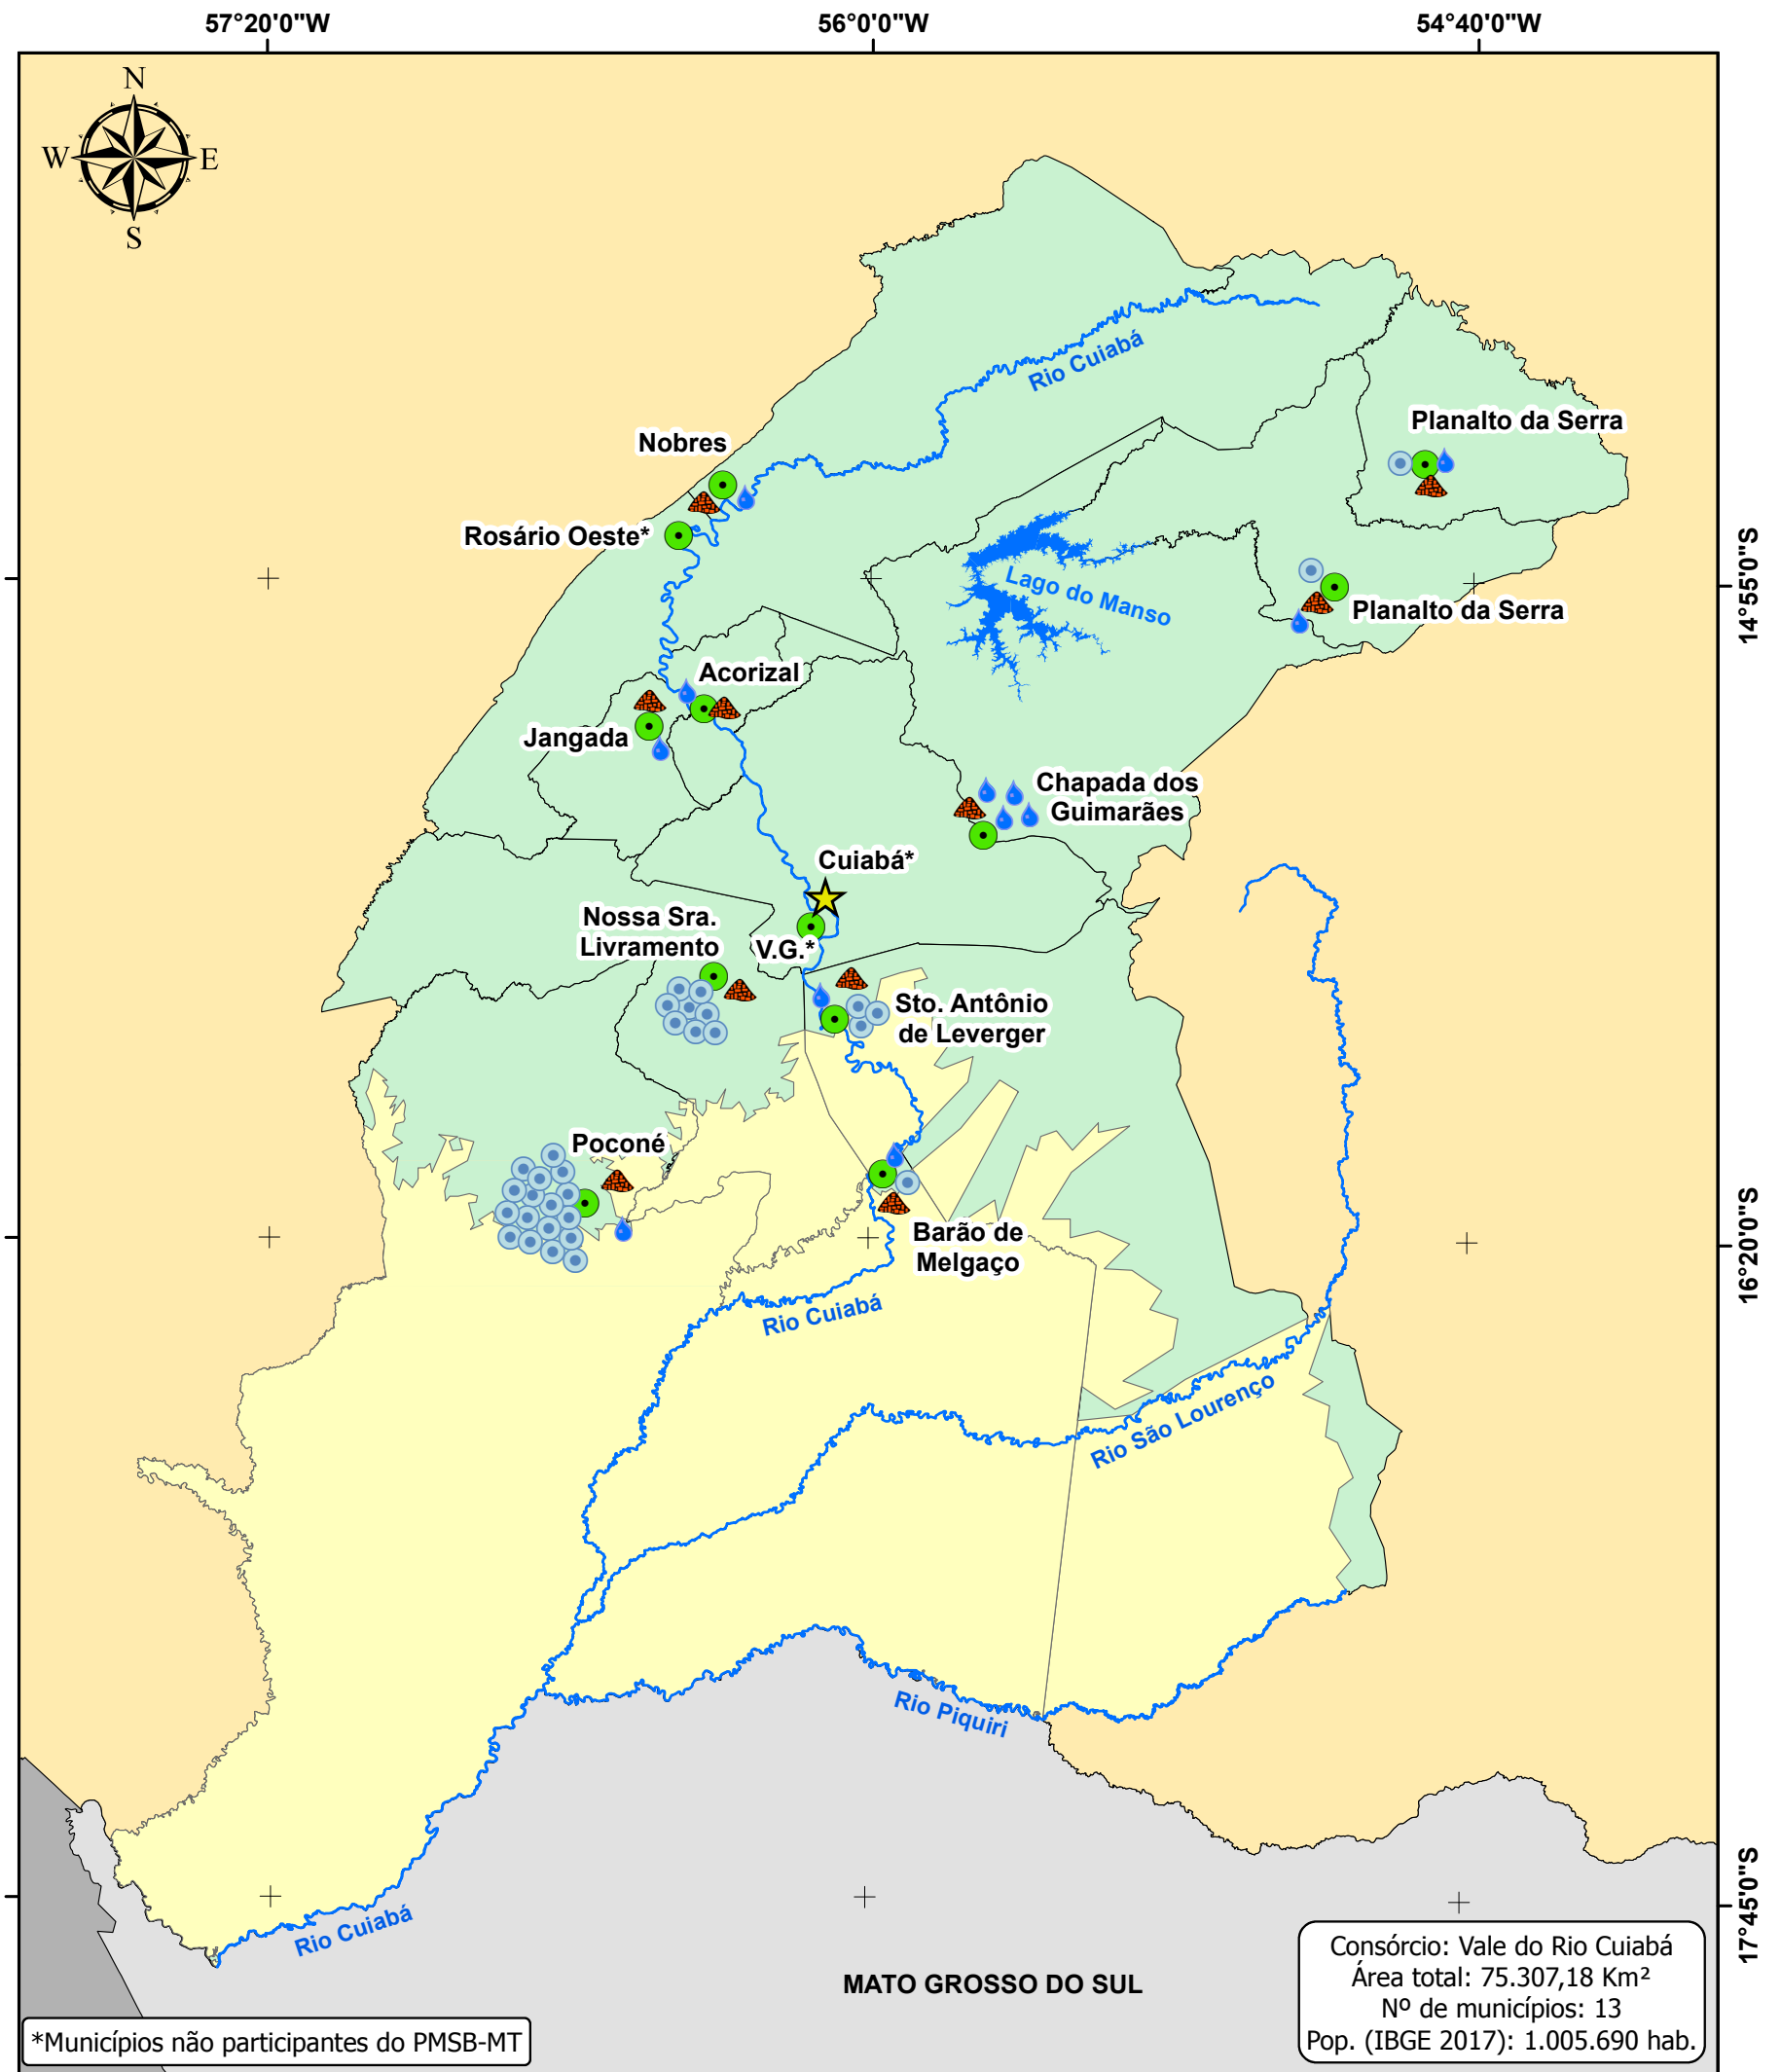 57°20'0"W
56°0'0"W
54°40'0"W
N
W
E
S
Rio Cuiabá
Planalto da Serra
Nobres
Rosário Oeste*
14°55'0"S
Lago do Manso
Planalto da Serra
Acorizal
Jangada
Chapada dos
Guimarães
Cuiabá*
Nossa Sra.
Livramento
V.G.*
Sto. Antônio
de Leverger
Poconé
16°20'0"S
Barão de
Melgaço
Rio Cuiabá
Rio São Lourenço
Rio Piquiri
17°45'0"S
Rio Cuiabá
MATO GROSSO DO SUL
Consórcio: Vale do Rio Cuiabá
Área total: 75.307,18 Km²
Nº de municípios: 13
Pop. (IBGE 2017): 1.005.690 hab.
*Municípios não participantes do PMSB-MT